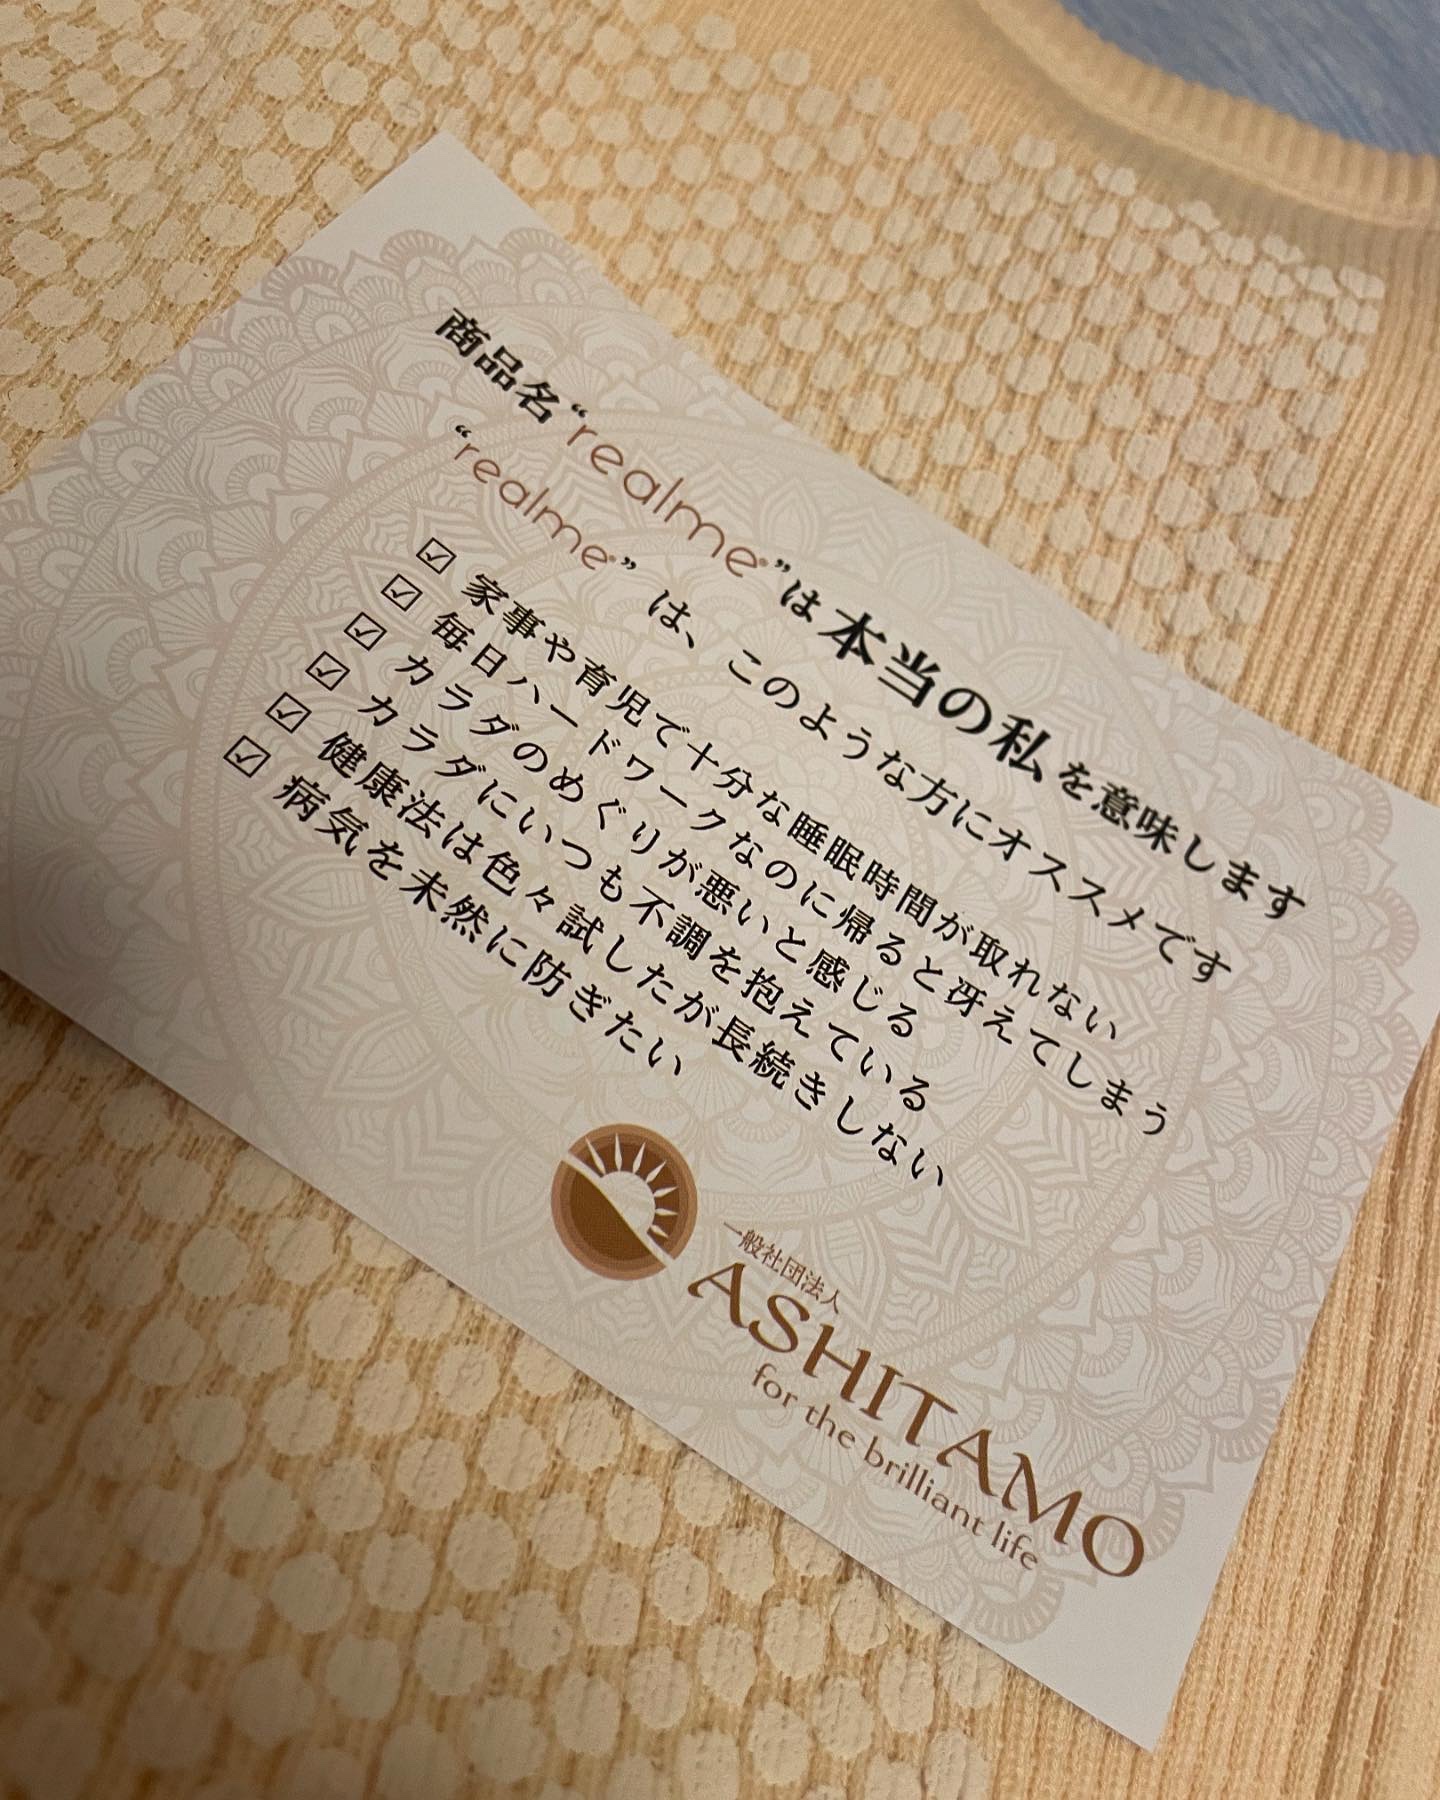 商品名“realme®”は本当の私を意味します
“realme®” は、このような方にオススメです
☑ 家事や育児で十分な睡眠時間が取れない
☑ 毎日ハードワークなのに帰ると冴えてしまう
☑ カラダのめぐりが悪いと感じる
☑ カラダにいつも不調を抱えている
☑ 健康法は色々試したが長続きしない
☑ 病気を未然に防ぎたい
一般社団法人
ASHITAMO
for the brilliant life